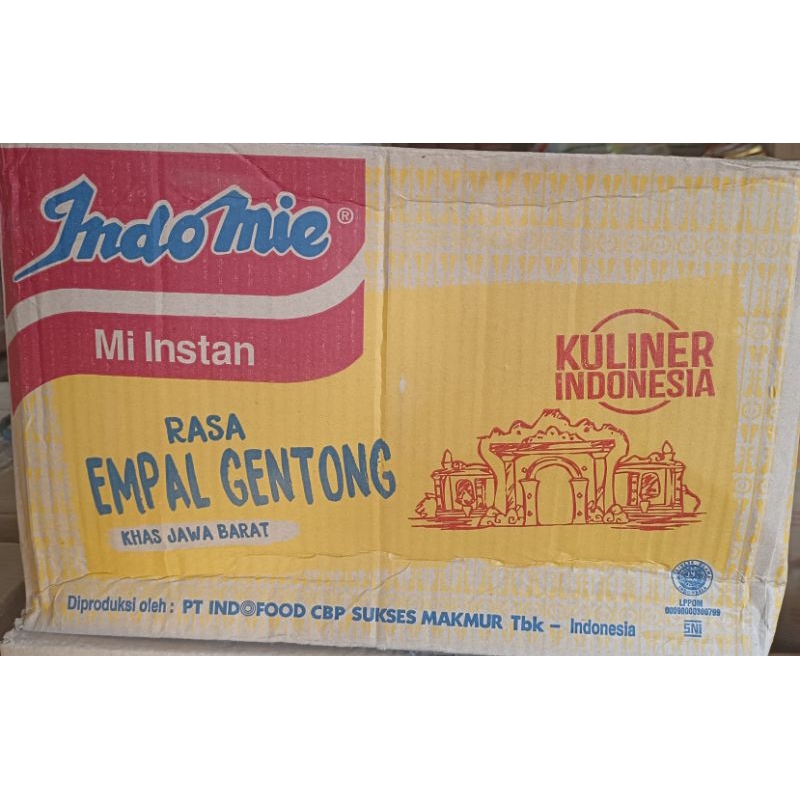 Indomie®
Mi Instan
RASA
EMPAL GENTONG
KHAS JAWA BARAT
KULINER
INDONESIA
Diproduksi oleh : PT INDOFOOD CBP SUKSES MAKMUR Tbk – Indonesia
LPPOM
SNI